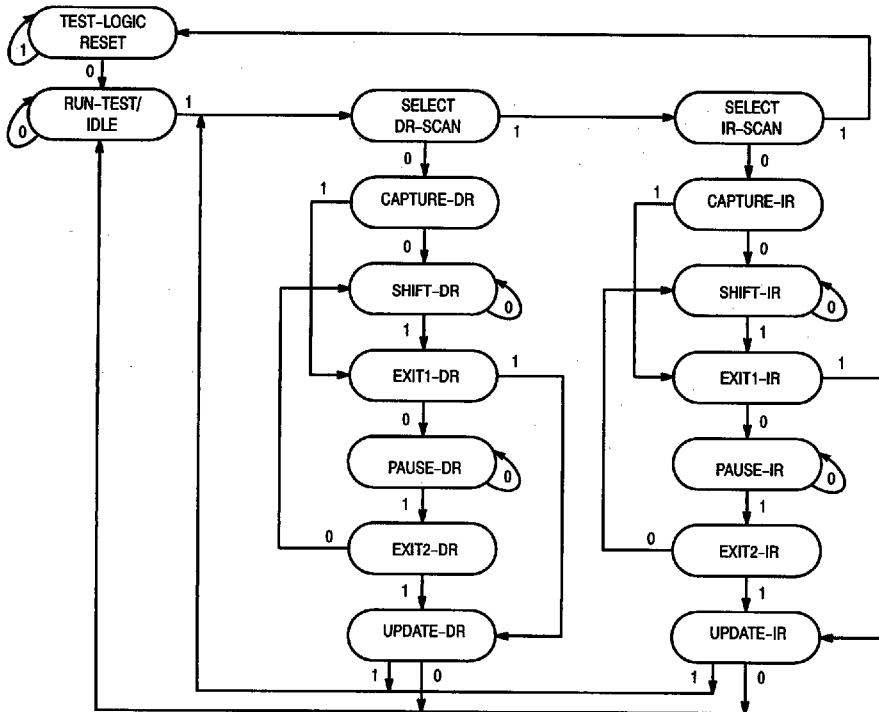 TEST-LOGIC
RESET
1
0
RUN-TEST/
IDLE
0
1
SELECT
DR-SCAN
1
SELECT
IR-SCAN
1
0
0
1
CAPTURE-DR
1
CAPTURE-IR
0
0
SHIFT-DR
0
SHIFT-IR
0
1
1
EXIT1-DR
1
EXIT1-IR
1
0
0
PAUSE-DR
0
PAUSE-IR
0
1
1
0
EXIT2-DR
0
EXIT2-IR
1
1
UPDATE-DR
UPDATE-IR
1
0
1
0